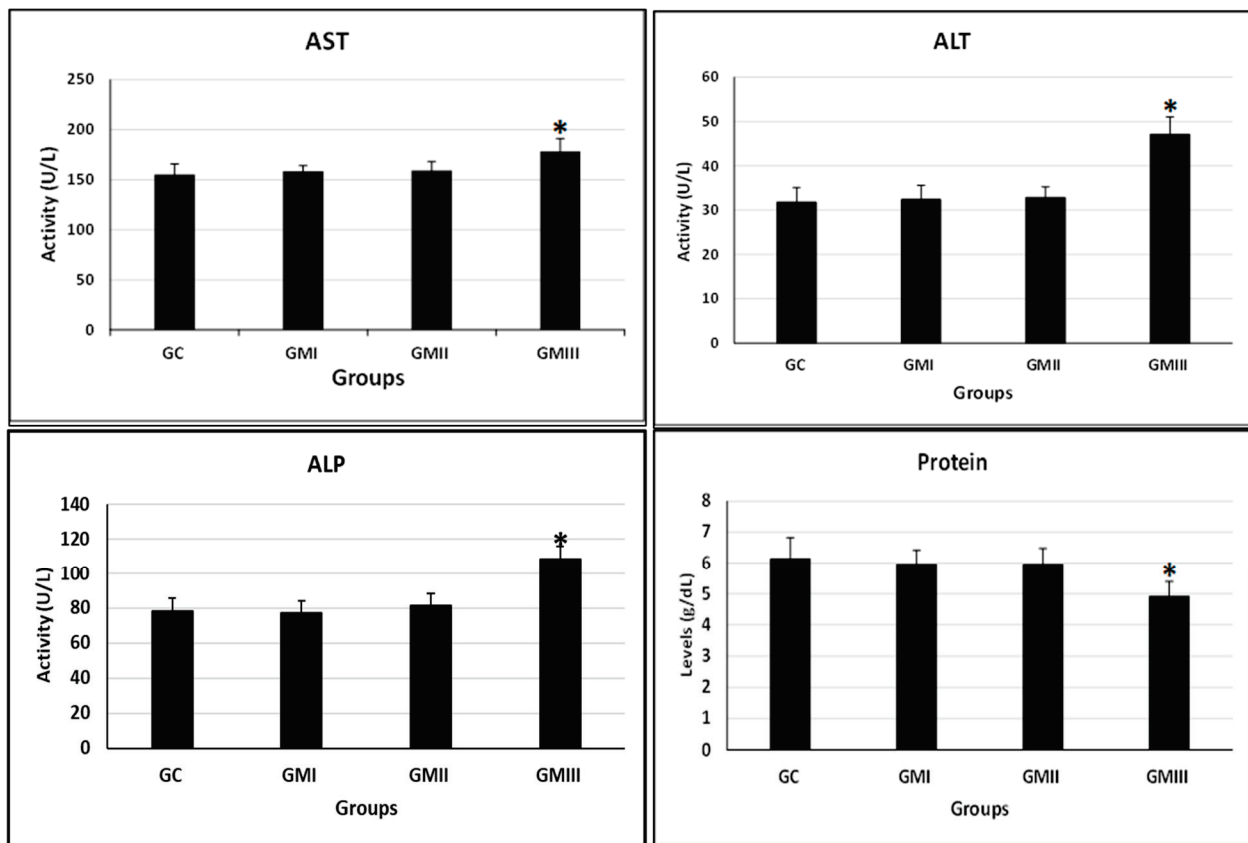 AST
250
200
150
100
50
0
Activity (U/L)
*
GC GMI GMII GMIII
Groups
ALT
60
50
40
30
20
10
0
Activity (U/L)
*
GC GMI GMII GMIII
Groups
ALP
140
120
100
80
60
40
20
0
Activity (U/L)
*
GC GMI GMII GMIII
Groups
Protein
8
7
6
5
4
3
2
1
0
Levels (g/dL)
*
GC GMI GMII GMIII
Groups